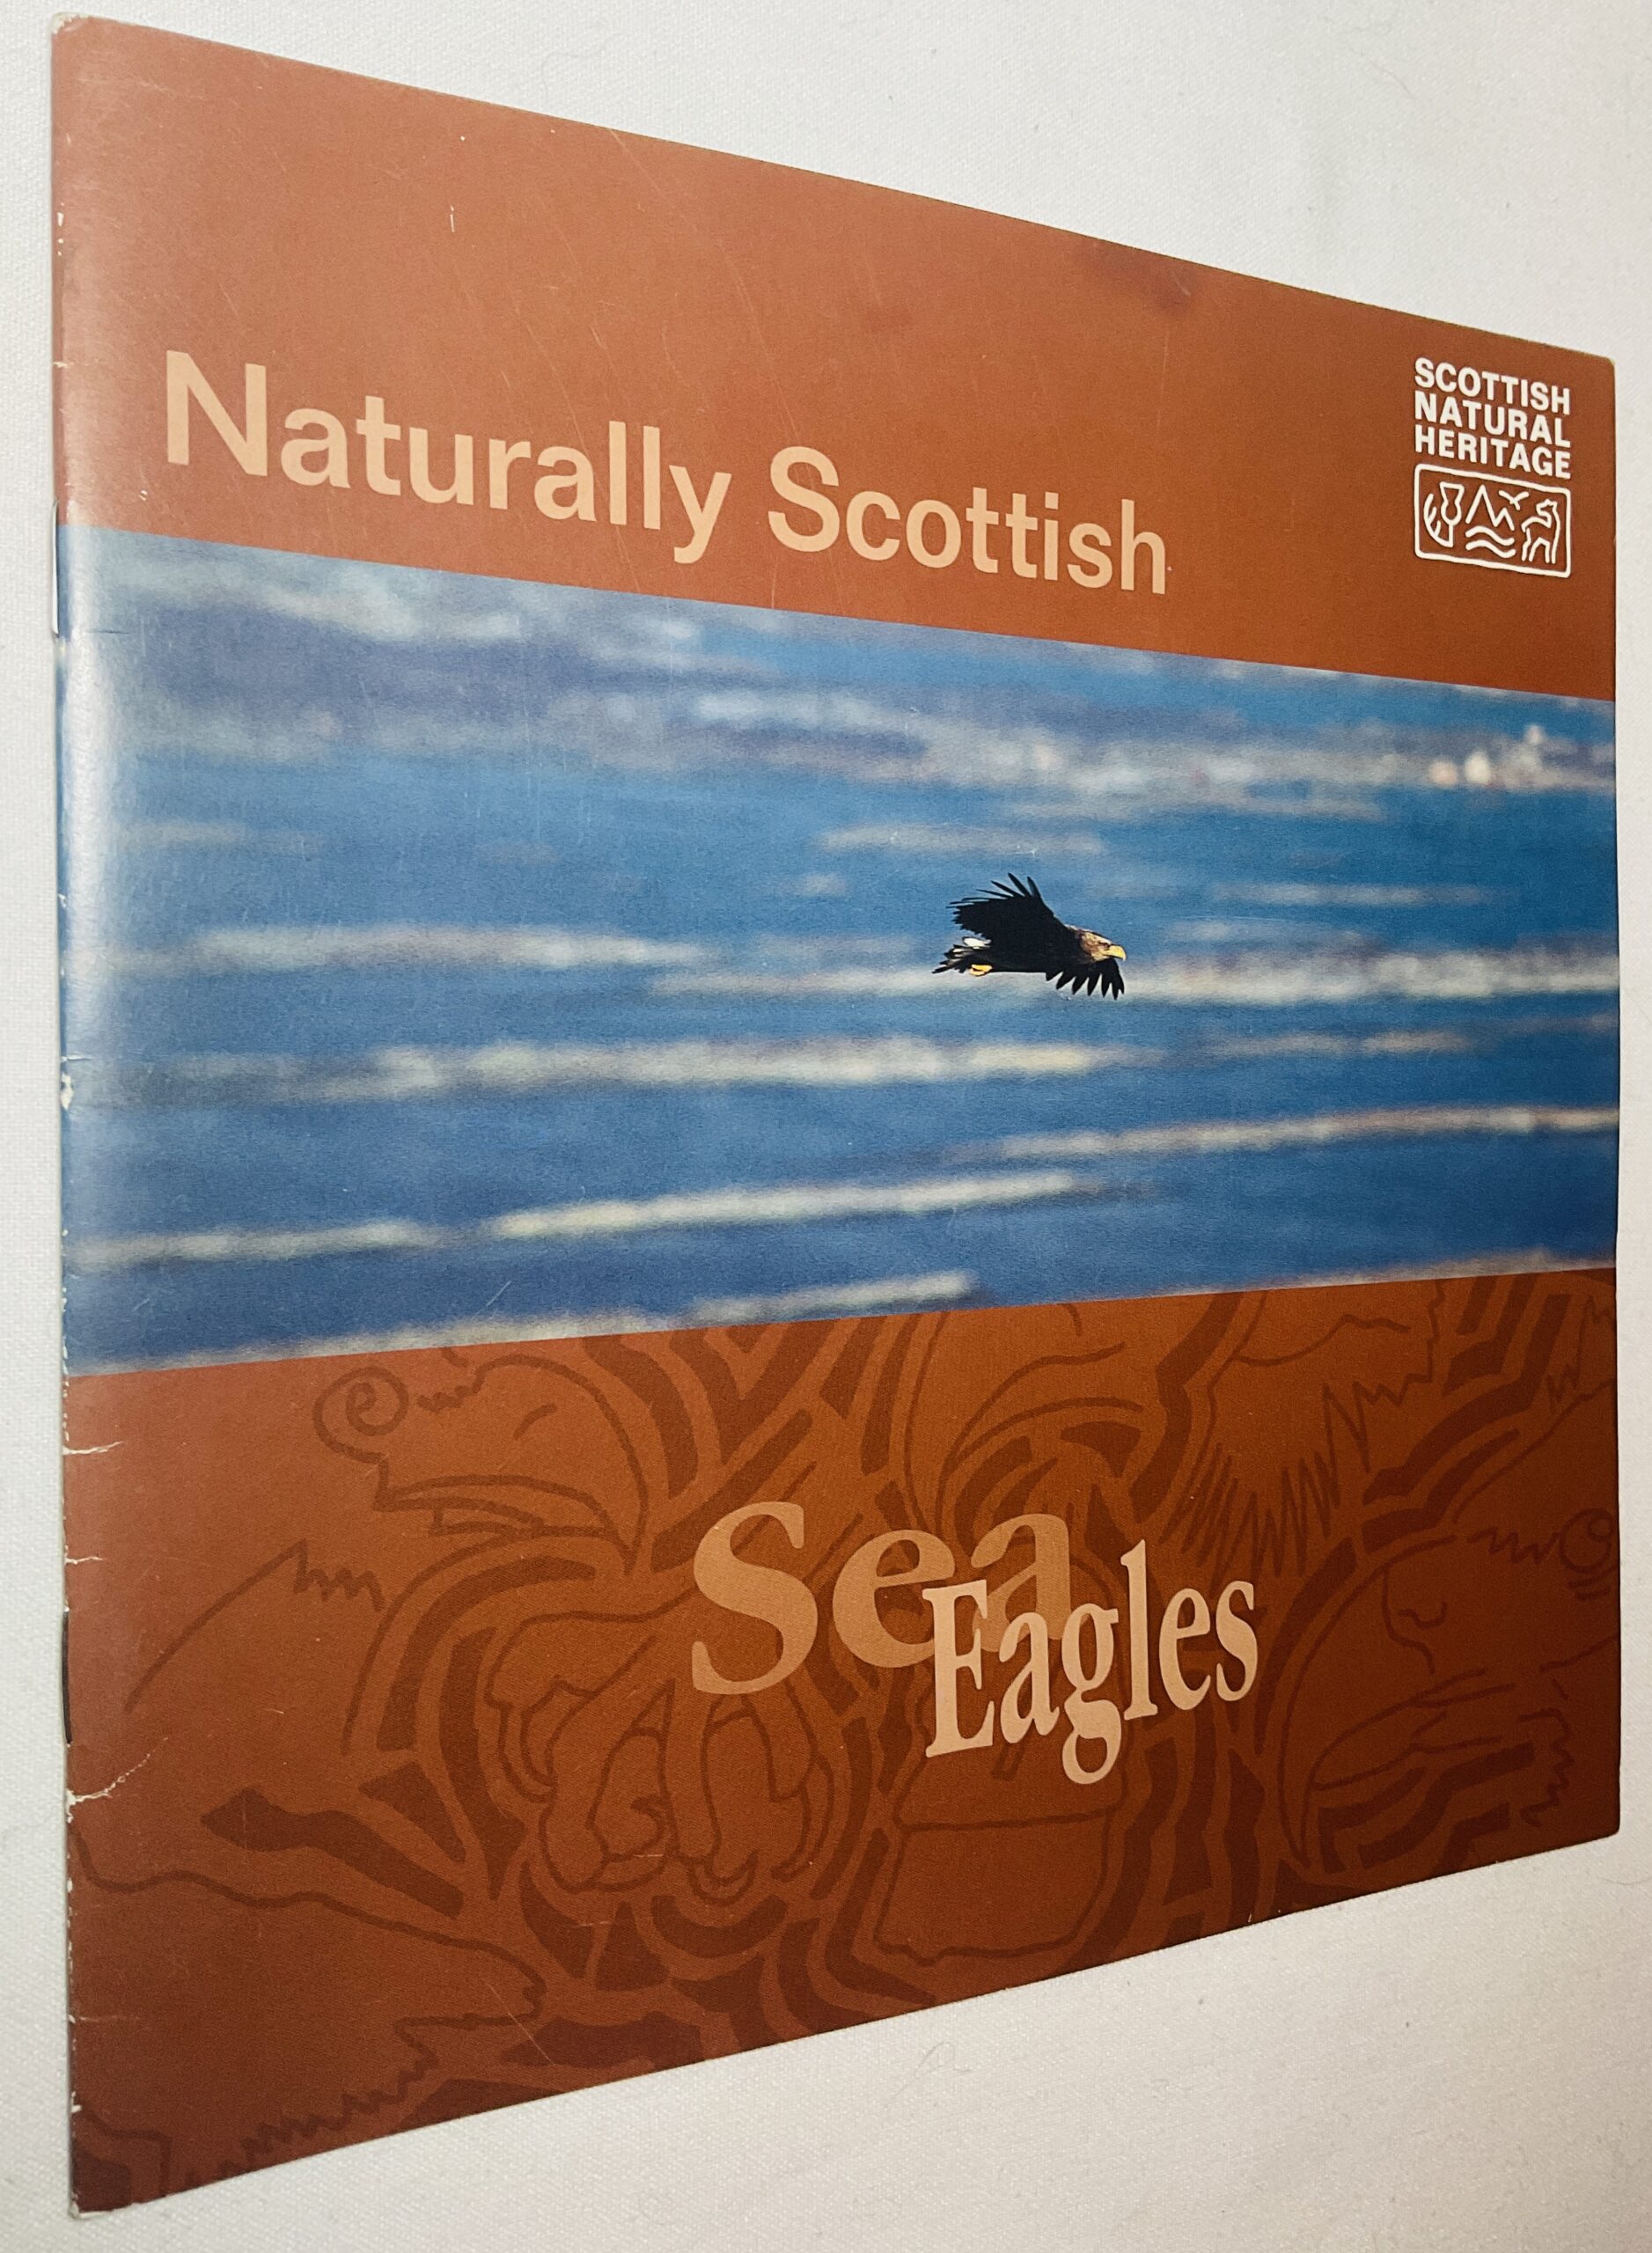 Naturally Scottish
SCOTTISH
NATURAL
HERITAGE
Sea
Eagles